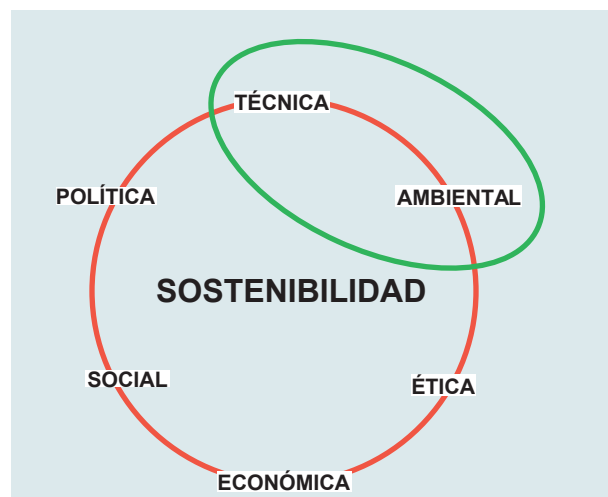 TÉCNICA
POLÍTICA
AMBIENTAL
SOSTENIBILIDAD
SOCIAL
ÉTICA
ECONÓMICA